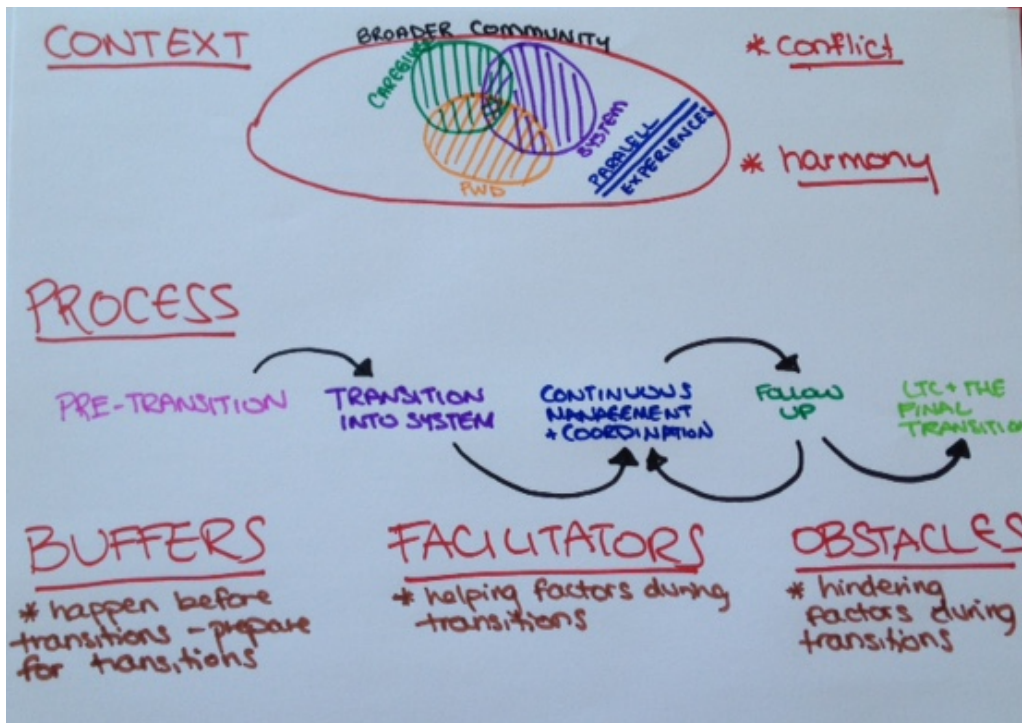 CONTEXT
BROADER COMMUNITY
CAREGIVER
SYSTEM
PWD
PARALELL
EXPERIENCES
* conflict
* harmony
PROCESS
PRE-TRANSITION
TRANSITION
INTO SYSTEM
CONTINUOUS
MANAGEMENT
+ COORDINATION
FOLLOW
UP
LTC + THE
FINAL
TRANSITION
BUFFERS
* happen before
transitions - prepare
for transitions
FACILITATORS
* helping factors during
transitions
OBSTACLES
* hindering
factors during
transitions